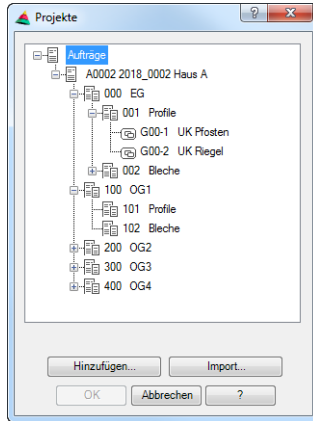 Projekte
?
Aufträge
A0002 2018_0002 Haus A
000 EG
001 Profile
G00-1 UK Pfosten
G00-2 UK Riegel
002 Bleche
100 OG1
101 Profile
102 Bleche
200 OG2
300 OG3
400 OG4
Hinzufügen... Import...
OK Abbrechen ?